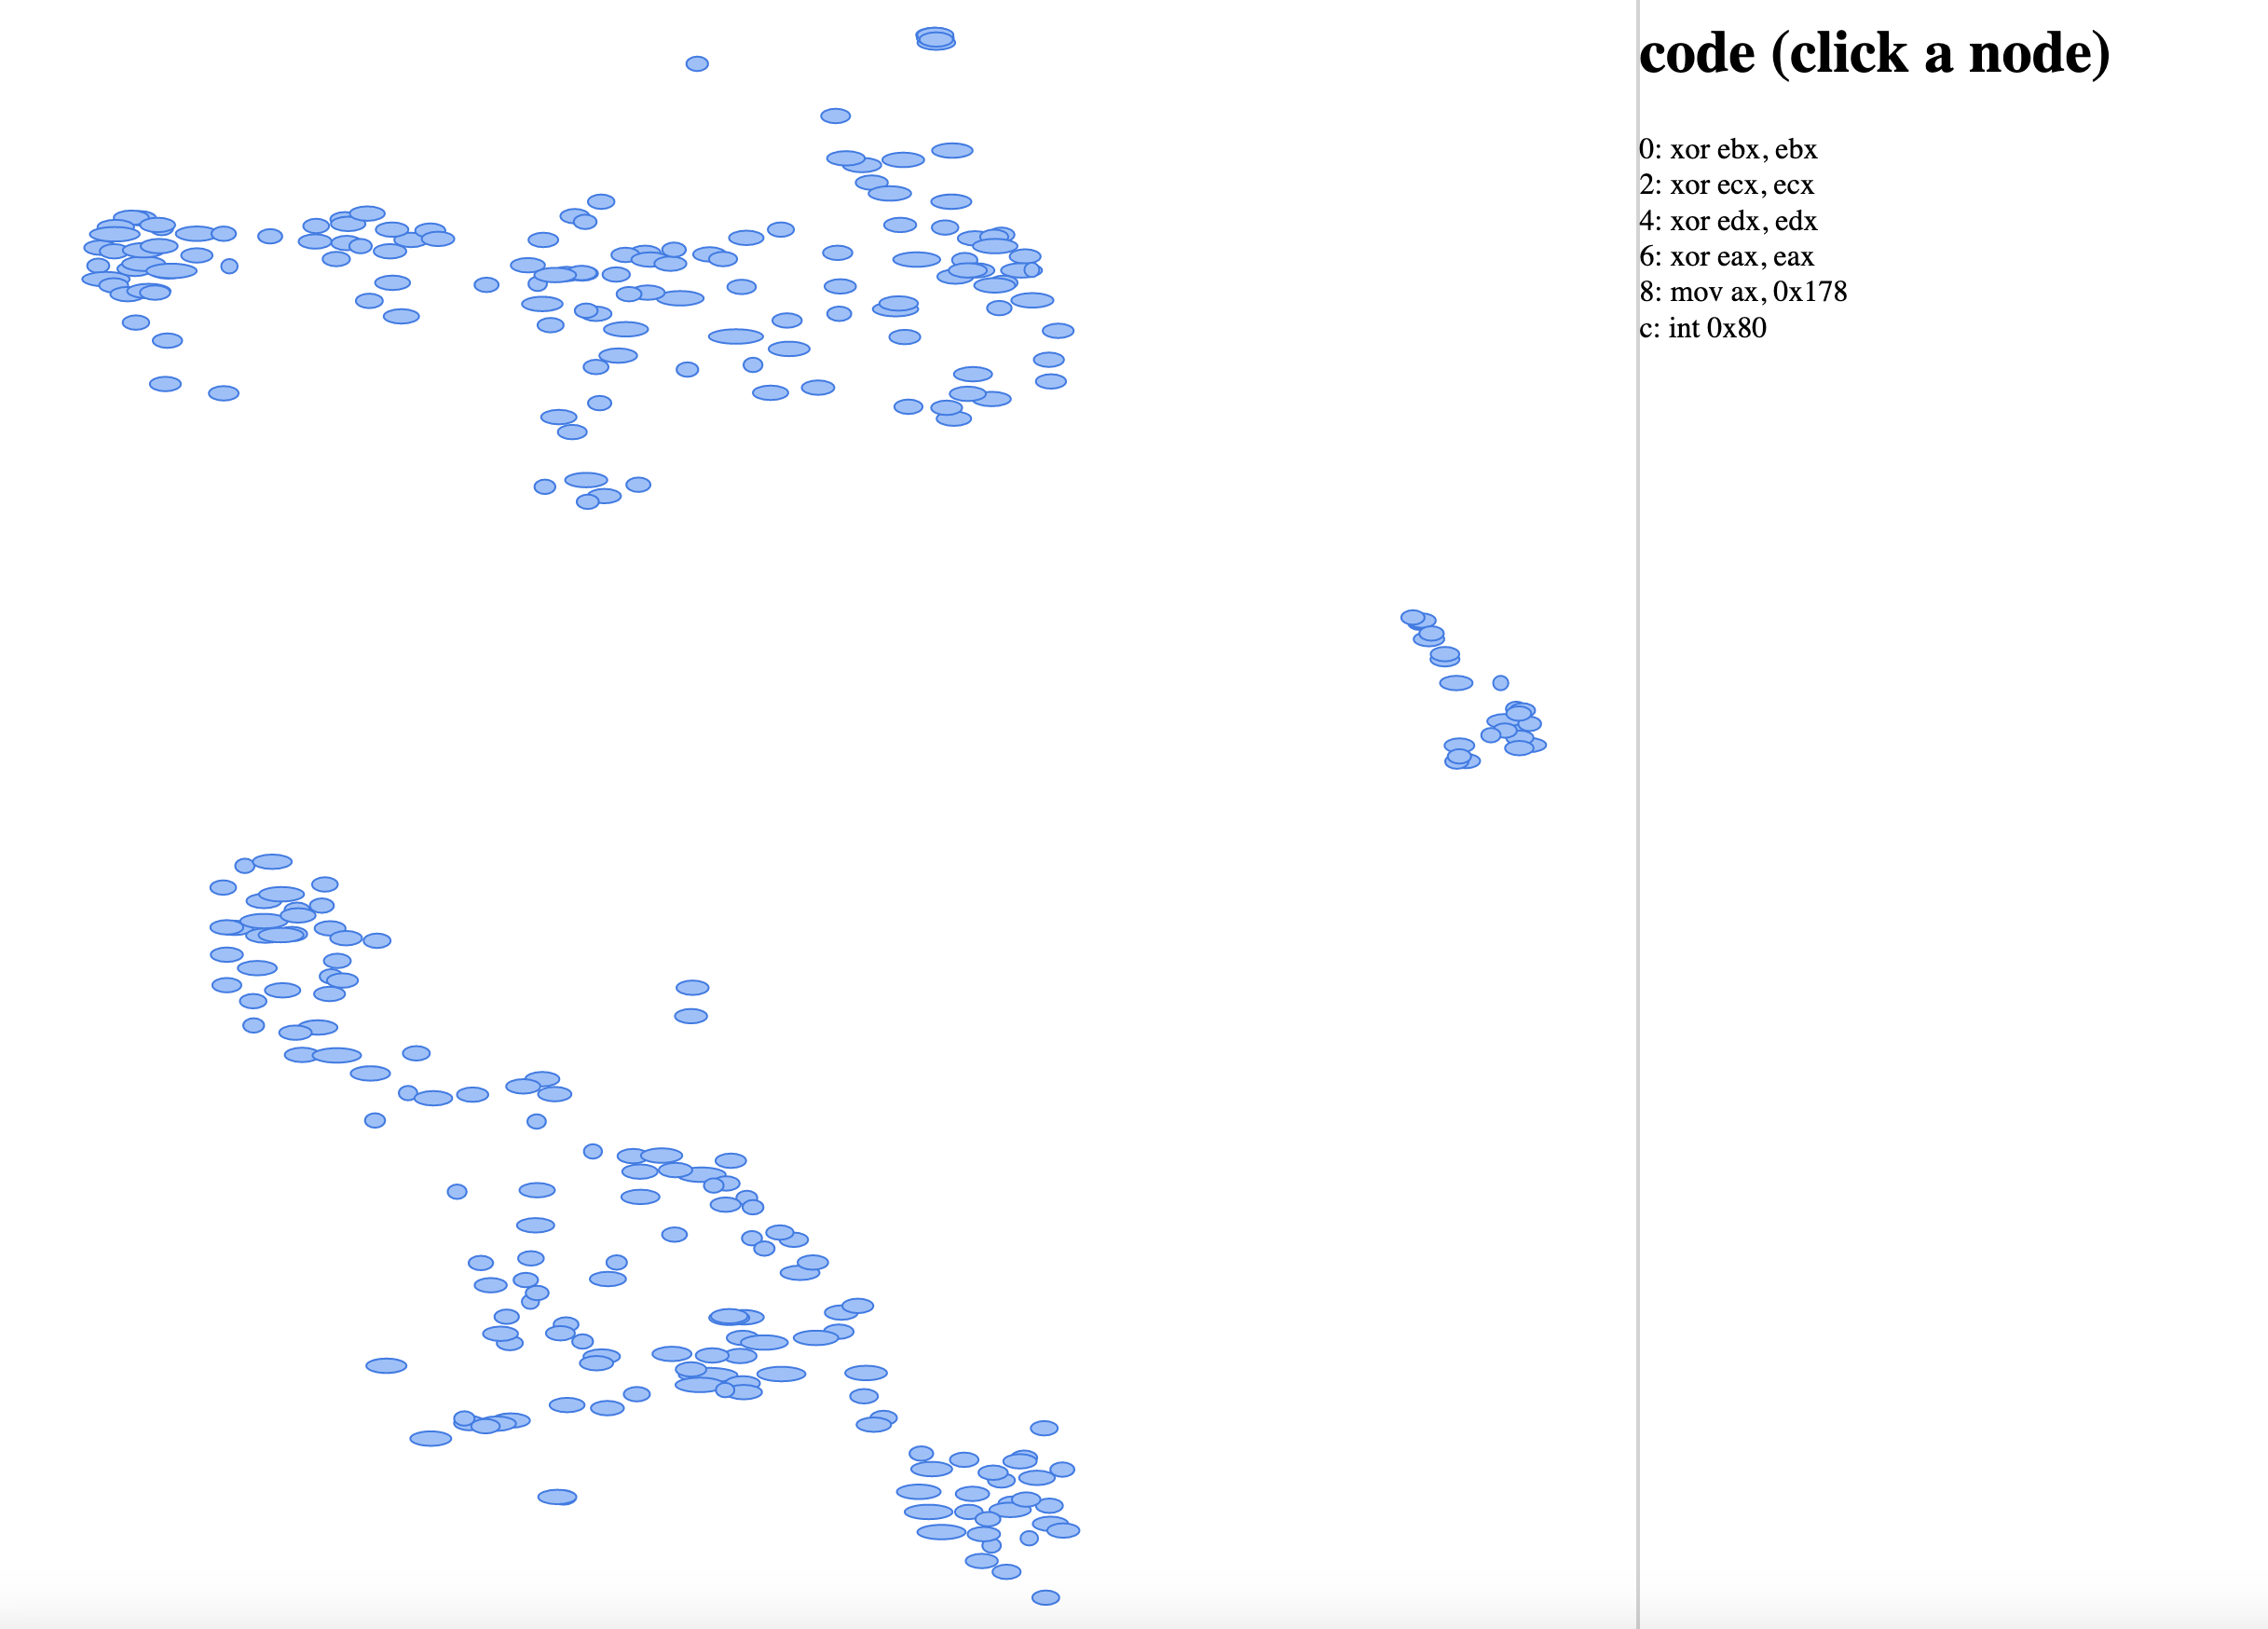 code (click a node)
0: xor ebx, ebx
2: xor ecx, ecx
4: xor edx, edx
6: xor eax, eax
8: mov ax, 0x178
c: int 0x80